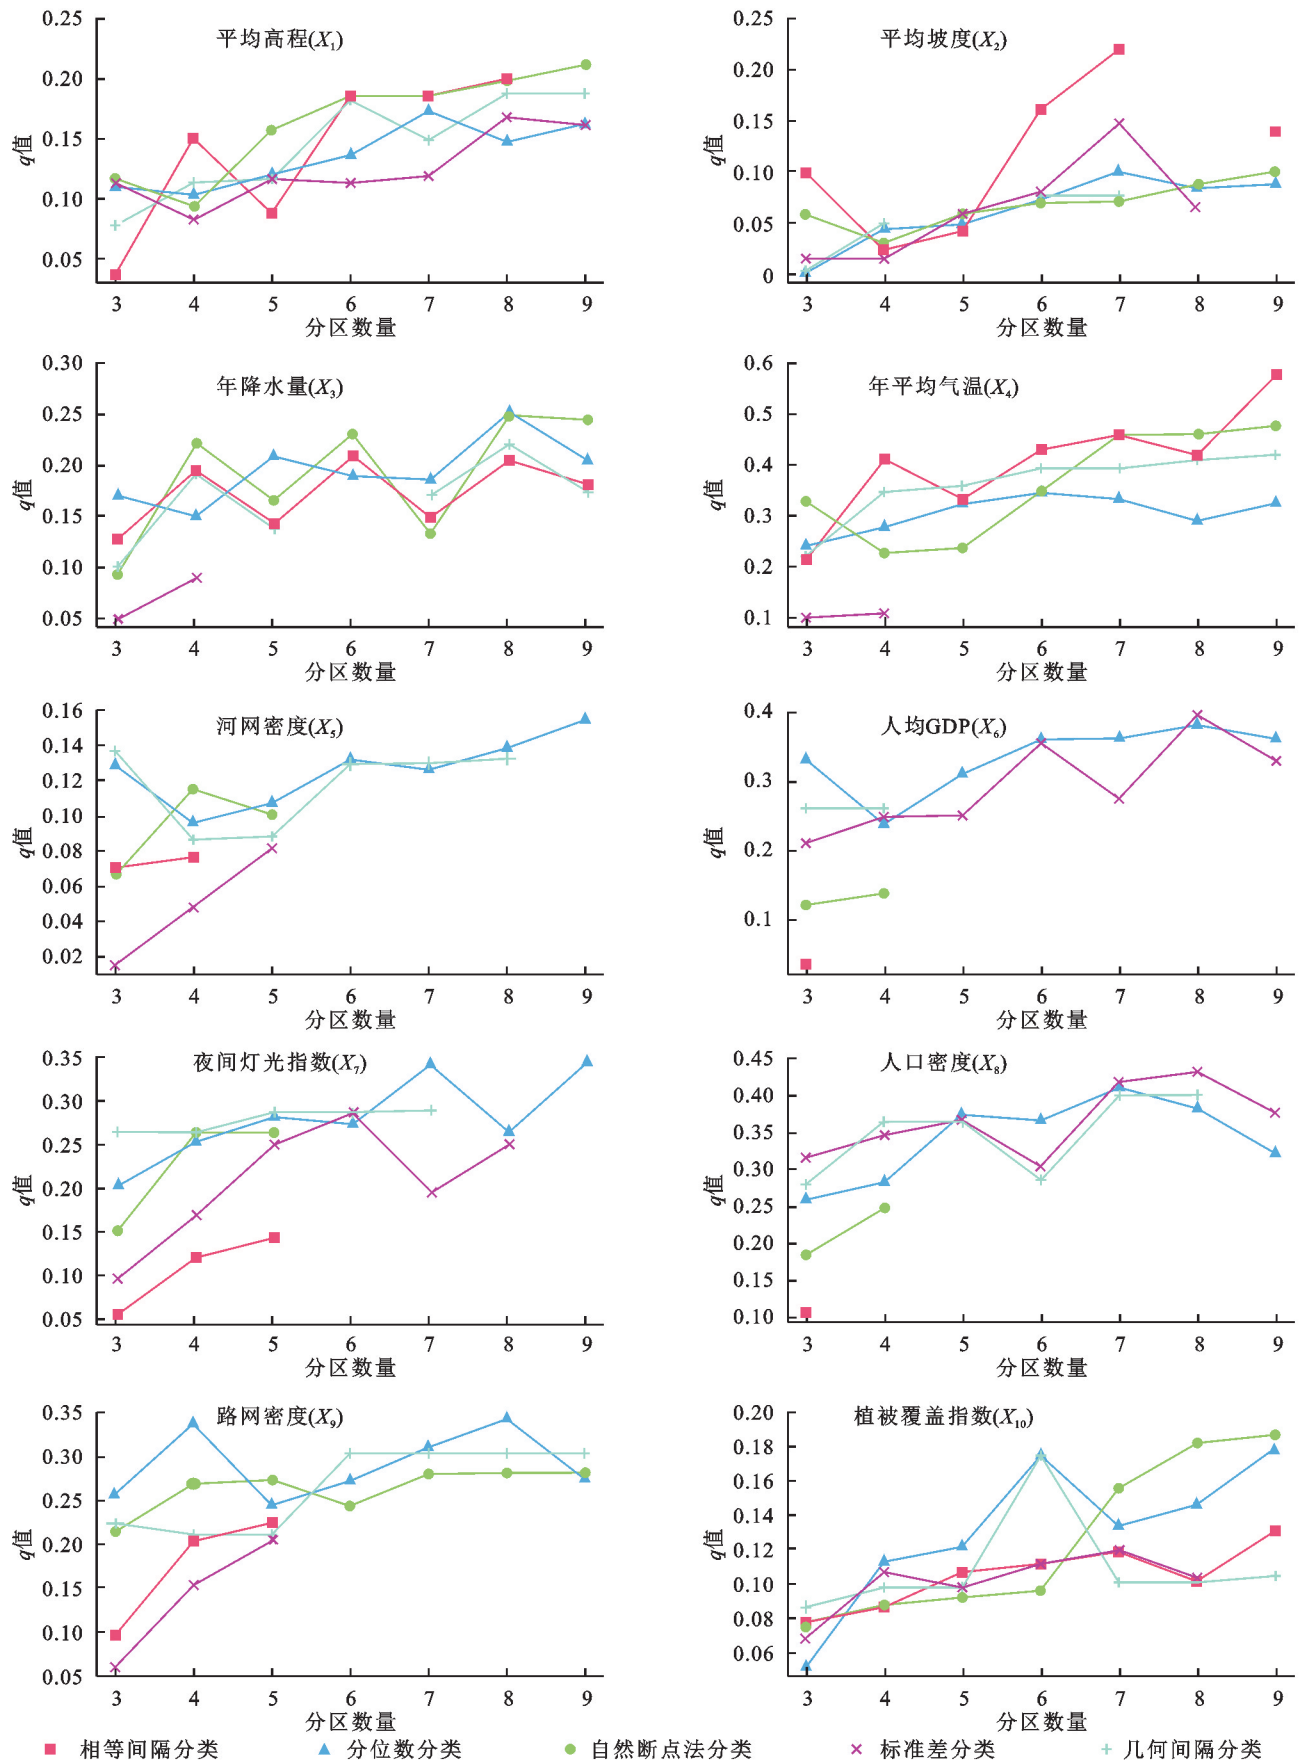 平均高程(X₁)
q值
0.25
0.20
0.15
0.10
0.05
3 4 5 6 7 8 9
分区数量
平均坡度(X₂)
q值
0.25
0.20
0.15
0.10
0.05
0
3 4 5 6 7 8 9
分区数量
年降水量(X₃)
q值
0.30
0.25
0.20
0.15
0.10
0.05
3 4 5 6 7 8 9
分区数量
年平均气温(X₄)
q值
0.6
0.5
0.4
0.3
0.2
0.1
3 4 5 6 7 8 9
分区数量
河网密度(X₅)
q值
0.16
0.14
0.12
0.10
0.08
0.06
0.04
0.02
3 4 5 6 7 8 9
分区数量
人均GDP(X₆)
q值
0.4
0.3
0.2
0.1
3 4 5 6 7 8 9
分区数量
夜间灯光指数(X₇)
q值
0.35
0.30
0.25
0.20
0.15
0.10
0.05
3 4 5 6 7 8 9
分区数量
人口密度(X₈)
q值
0.45
0.40
0.35
0.30
0.25
0.20
0.15
0.10
3 4 5 6 7 8 9
分区数量
路网密度(X₉)
q值
0.35
0.30
0.25
0.20
0.15
0.10
0.05
3 4 5 6 7 8 9
分区数量
植被覆盖指数(X₁₀)
q值
0.20
0.18
0.16
0.14
0.12
0.10
0.08
0.06
3 4 5 6 7 8 9
分区数量
相等间隔分类 分位数分类 自然断点法分类 标准差分类 几何间隔分类